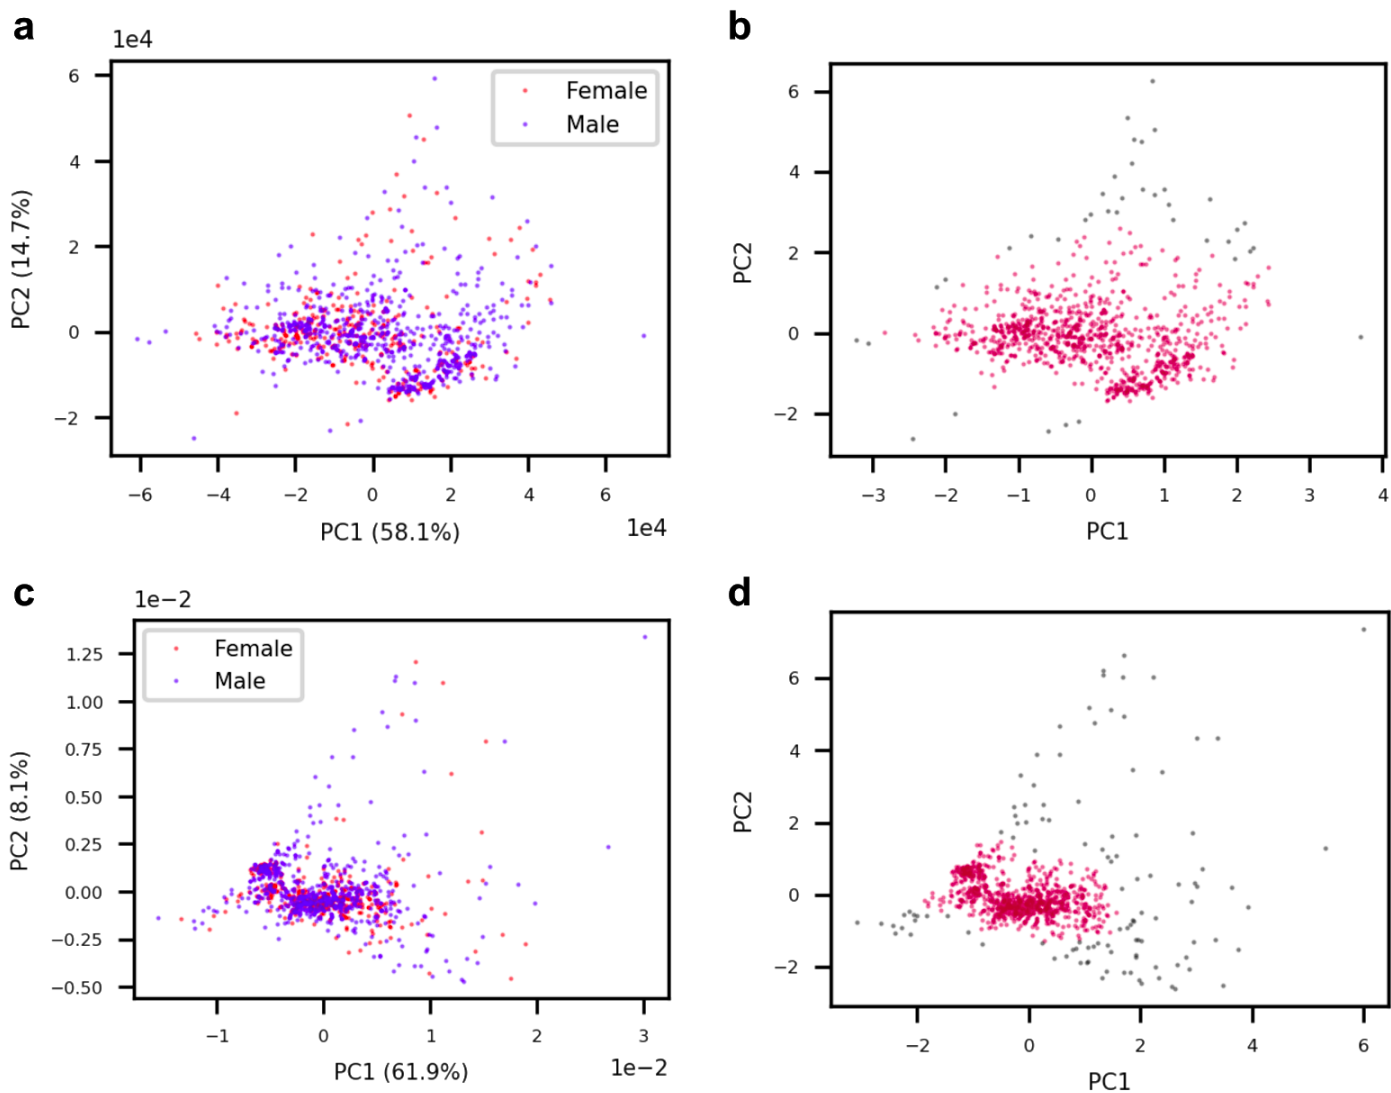 a
b
1e4
6
4
2
0
−2
PC2 (14.7%)
Female
Male
−6 −4 −2 0 2 4 6
PC1 (58.1%)
1e4
6
4
2
0
−2
PC2
−3 −2 −1 0 1 2 3 4
PC1
c
d
1e−2
1.25
1.00
0.75
0.50
0.25
0.00
−0.25
−0.50
PC2 (8.1%)
Female
Male
−1 0 1 2 3
PC1 (61.9%)
1e−2
6
4
2
0
−2
PC2
−2 0 2 4 6
PC1